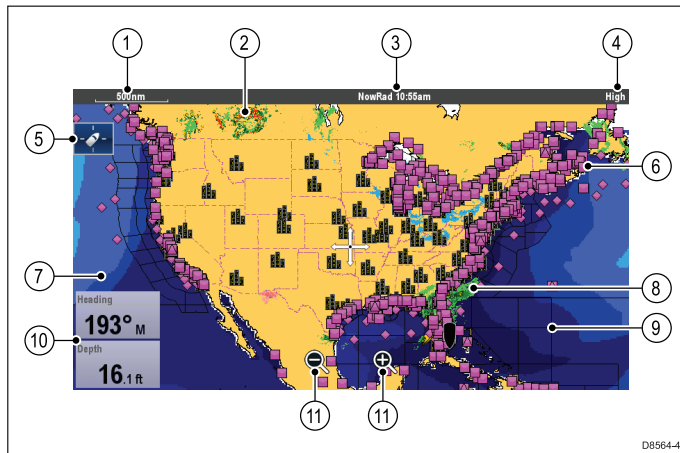 1 2 3 4
500nm NowRad 10:55am High
5
6
7
8
Heading
193° M
9
10
Depth
16.1 ft
11 11
D8564-4